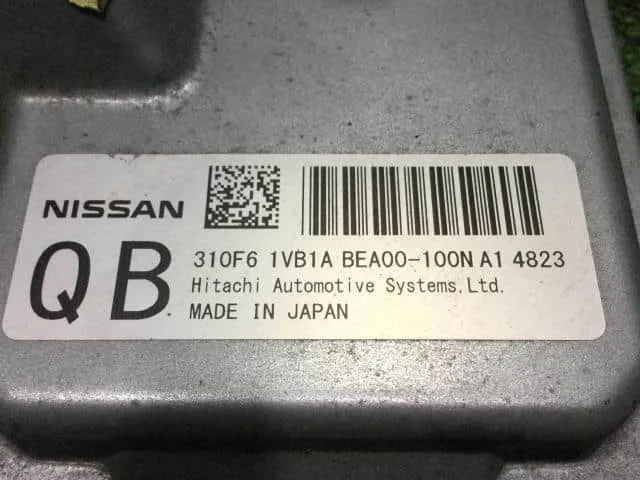 NISSAN
QB
310F6 1VB1A BEA00-100N A1 4823
Hitachi Automotive Systems,Ltd.
MADE IN JAPAN